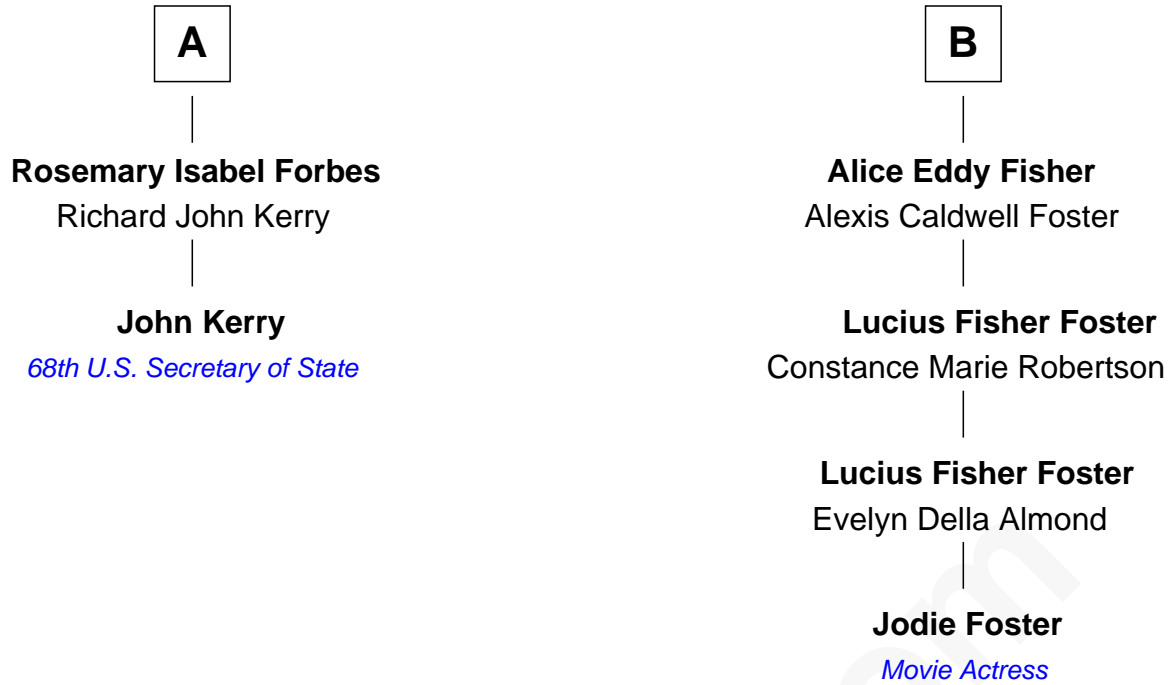 A
Rosemary Isabel Forbes
Richard John Kerry
John Kerry
68th U.S. Secretary of State
B
Alice Eddy Fisher
Alexis Caldwell Foster
Lucius Fisher Foster
Constance Marie Robertson
Lucius Fisher Foster
Evelyn Della Almond
Jodie Foster
Movie Actress